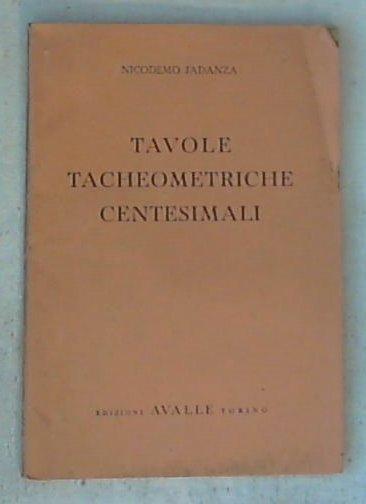 NICODEMO JADANZA
TAVOLE
TACHEOMETRICHE
CENTESIMALI
EDIZIONI AVALLE TORINO